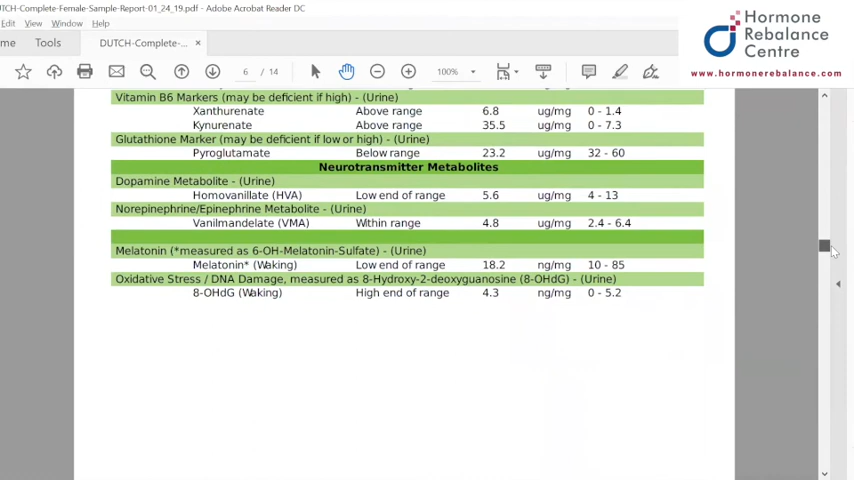 UTCH-Complete-Female-Sample-Report-01_24_19.pdf - Adobe Acrobat Reader DC
Edit View Window Help
me Tools DUTCH-Complete-... ×
6 / 14 100%
Hormone
Rebalance
Centre
www.hormonerebalance.com
Vitamin B6 Markers (may be deficient if high) - (Urine)
Xanthurenate Above range 6.8 ug/mg 0 - 1.4
Kynurenate Above range 35.5 ug/mg 0 - 7.3
Glutathione Marker (may be deficient if low or high) - (Urine)
Pyroglutamate Below range 23.2 ug/mg 32 - 60
Neurotransmitter Metabolites
Dopamine Metabolite - (Urine)
Homovanillate (HVA) Low end of range 5.6 ug/mg 4 - 13
Norepinephrine/Epinephrine Metabolite - (Urine)
Vanilmandelate (VMA) Within range 4.8 ug/mg 2.4 - 6.4
Melatonin (*measured as 6-OH-Melatonin-Sulfate) - (Urine)
Melatonin* (Waking) Low end of range 18.2 ng/mg 10 - 85
Oxidative Stress / DNA Damage, measured as 8-Hydroxy-2-deoxyguanosine (8-OHdG) - (Urine)
8-OHdG (Waking) High end of range 4.3 ng/mg 0 - 5.2